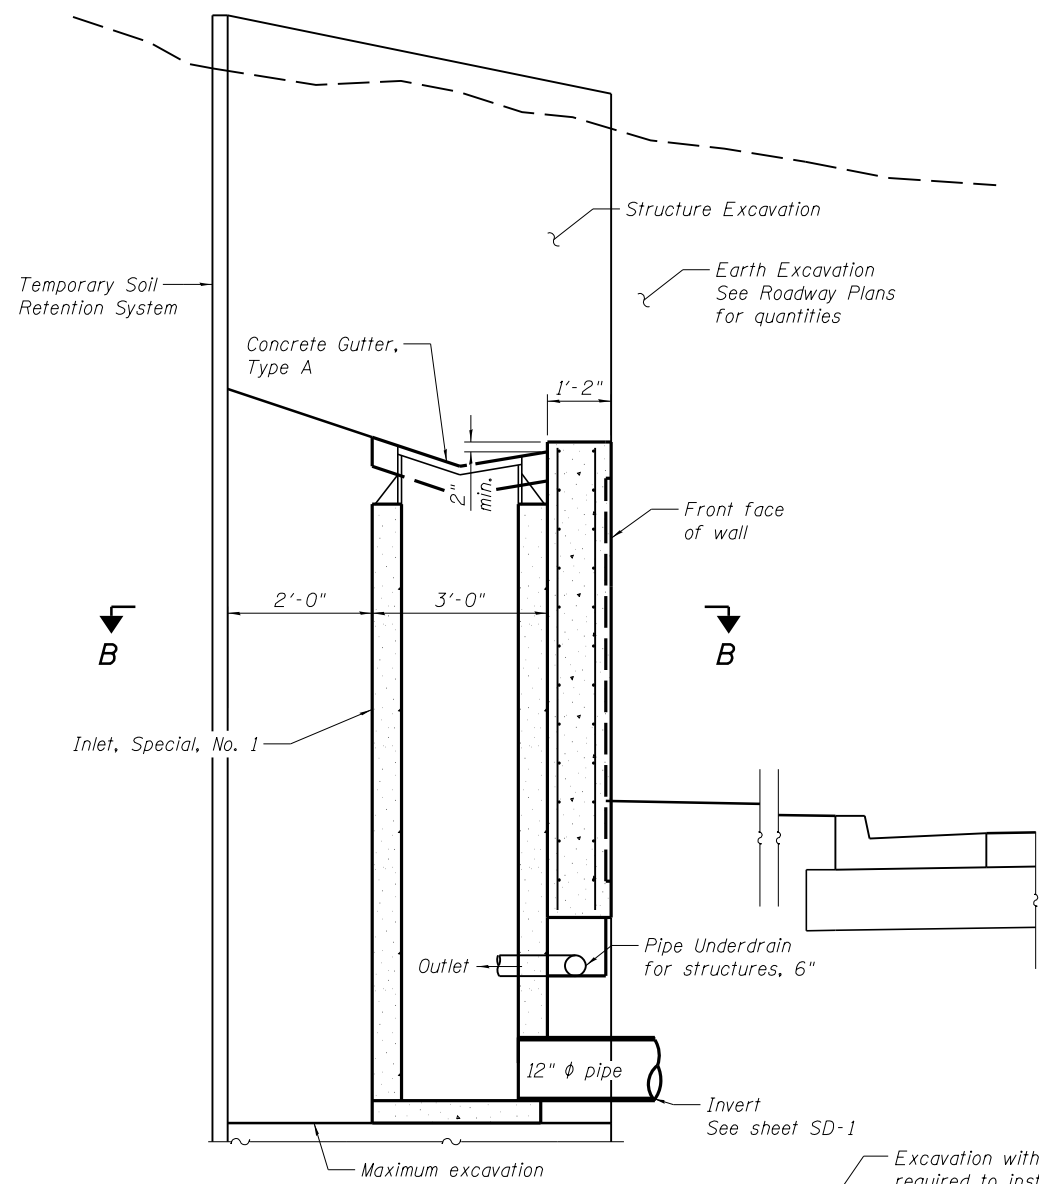 Structure Excavation
Earth Excavation
See Roadway Plans
for quantities
Temporary Soil
Retention System
Concrete Gutter,
Type A
1'-2"
2"
min.
Front face
of wall
2'-0"
3'-0"
B
B
Inlet, Special, No. 1
Outlet
Pipe Underdrain
for structures, 6"
12" ϕ pipe
Invert
See sheet SD-1
Maximum excavation
Excavation with
required to inst